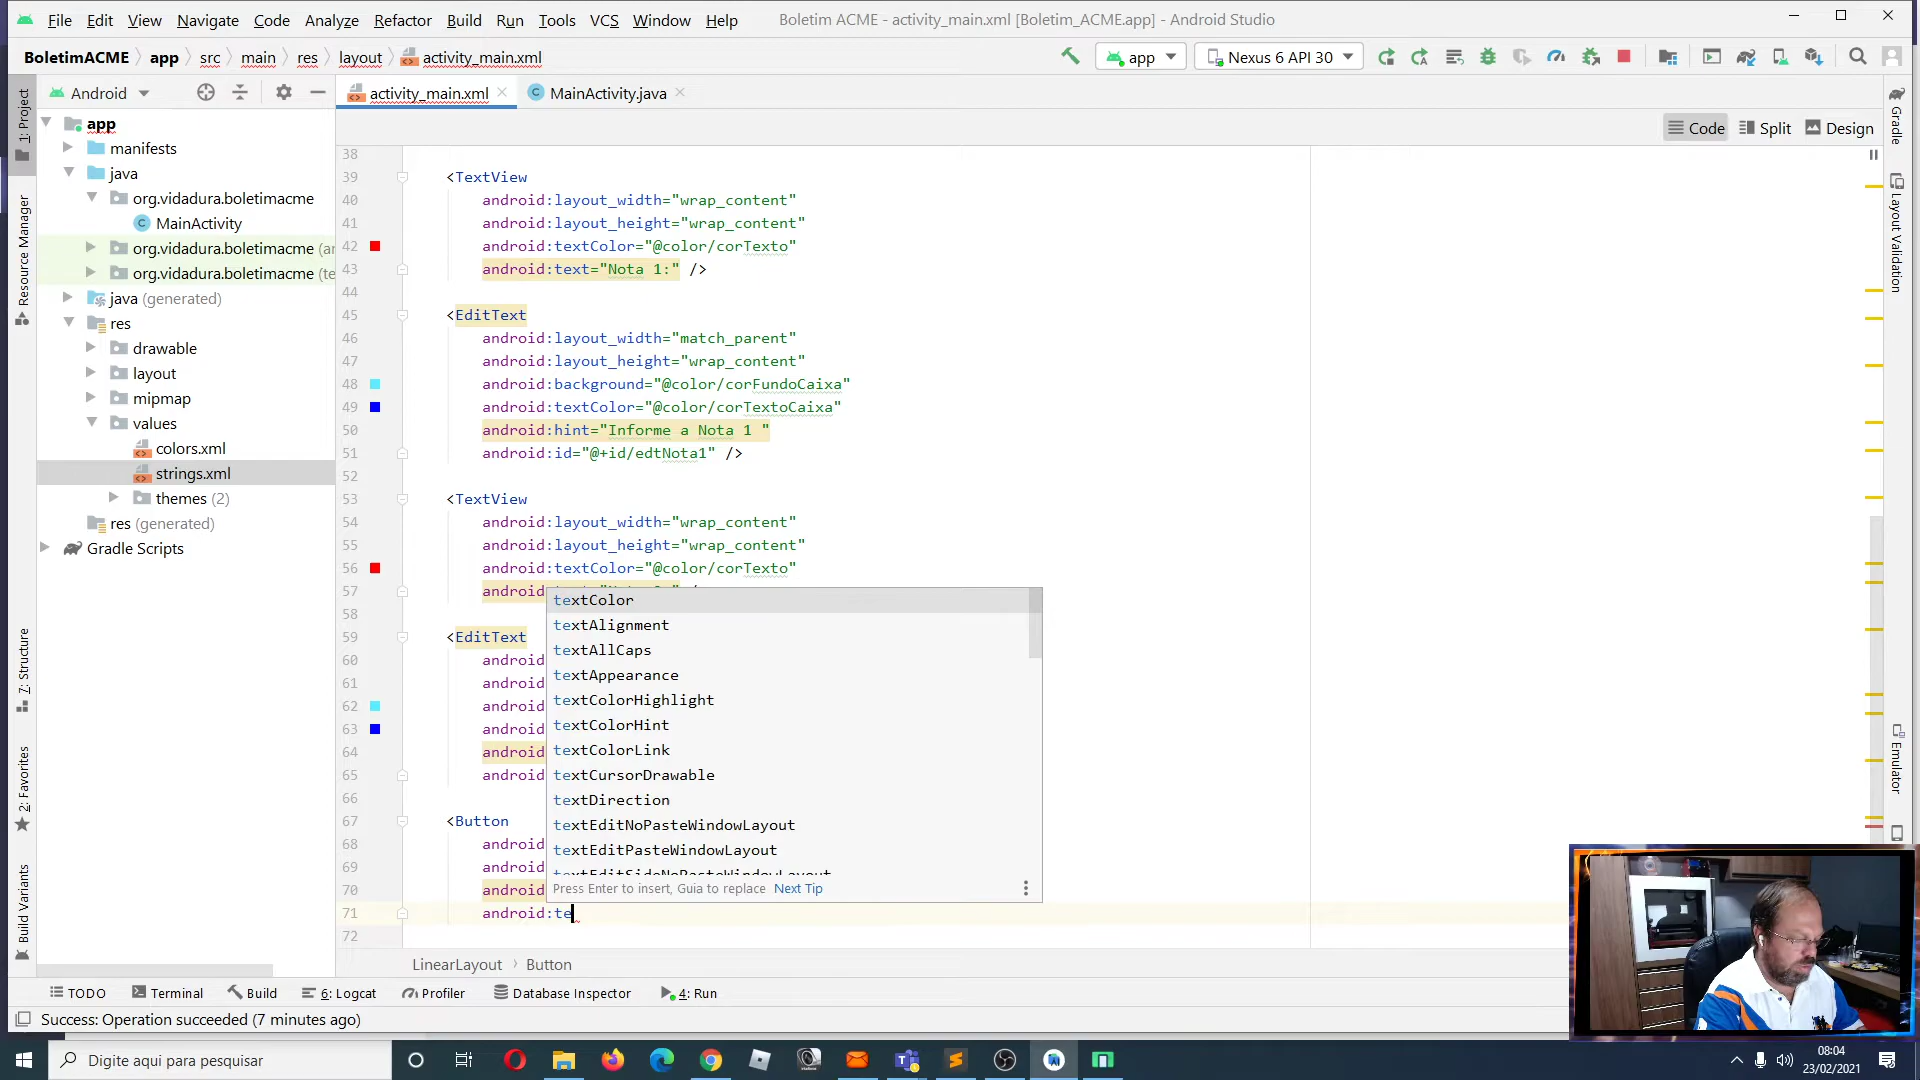 File Edit View Navigate Code Analyze Refactor Build Run Tools VCS Window Help Boletim ACME - activity_main.xml [Boletim_ACME.app] - Android Studio
BoletimACME app src main res layout activity_main.xml app Nexus 6 API 30
Android activity_main.xml MainActivity.java
Code Split Design
1: Project
Resource Manager
7: Structure
2: Favorites
Build Variants
app
manifests
java
org.vidadura.boletimacme
MainActivity
org.vidadura.boletimacme (ar
org.vidadura.boletimacme (te
java (generated)
res
drawable
layout
mipmap
values
colors.xml
strings.xml
themes (2)
res (generated)
Gradle Scripts
38
39 <TextView
40 android:layout_width="wrap_content"
41 android:layout_height="wrap_content"
42 android:textColor="@color/corTexto"
43 android:text="Nota 1:" />
44
45 <EditText
46 android:layout_width="match_parent"
47 android:layout_height="wrap_content"
48 android:background="@color/corFundoCaixa"
49 android:textColor="@color/corTextoCaixa"
50 android:hint="Informe a Nota 1 "
51 android:id="@+id/edtNota1" />
52
53 <TextView
54 android:layout_width="wrap_content"
55 android:layout_height="wrap_content"
56 android:textColor="@color/corTexto"
57 android
58
59 <EditText
60 android
61 android
62 android
63 android
64 android
65 android
66
67 <Button
68 android
69 android
70 android
71 android:te
72
textColor
textAlignment
textAllCaps
textAppearance
textColorHighlight
textColorHint
textColorLink
textCursorDrawable
textDirection
textEditNoPasteWindowLayout
textEditPasteWindowLayout
textEditSideNoPasteWindowLayout
Press Enter to insert, Guia to replace Next Tip
Gradle
Layout Validation
Emulator
LinearLayout Button
TODO Terminal Build 6: Logcat Profiler Database Inspector 4: Run
Success: Operation succeeded (7 minutes ago)
Digite aqui para pesquisar
08:04
23/02/2021